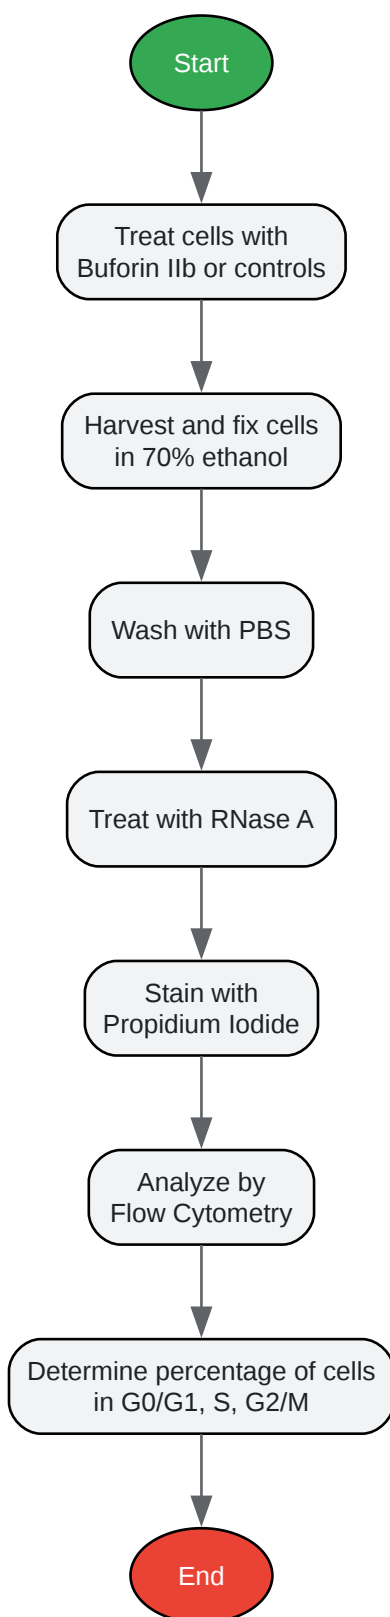 Start
Treat cells with
Buforin IIb or controls
Harvest and fix cells
in 70% ethanol
Wash with PBS
Treat with RNase A
Stain with
Propidium Iodide
Analyze by
Flow Cytometry
Determine percentage of cells
in G0/G1, S, G2/M
End